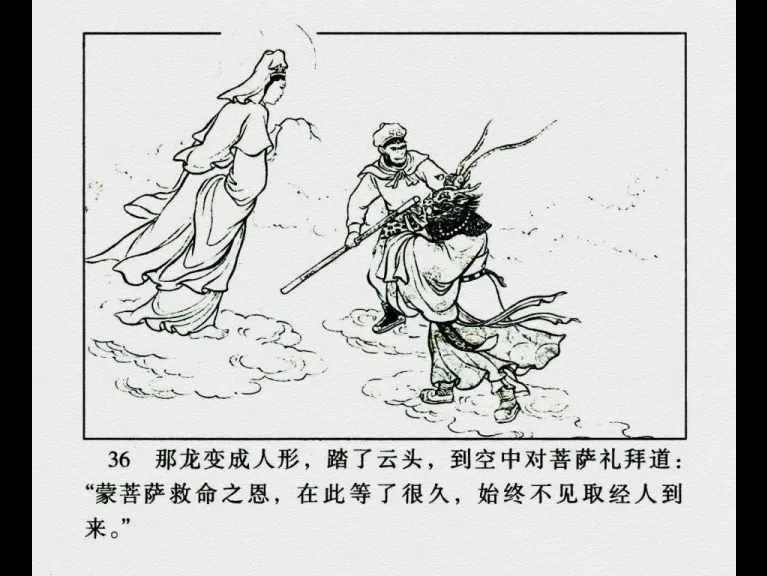 36 那龙变成人形，踏了云头，到空中对菩萨礼拜道：
“蒙菩萨救命之恩，在此等了很久，始终不见取经人到
来。”